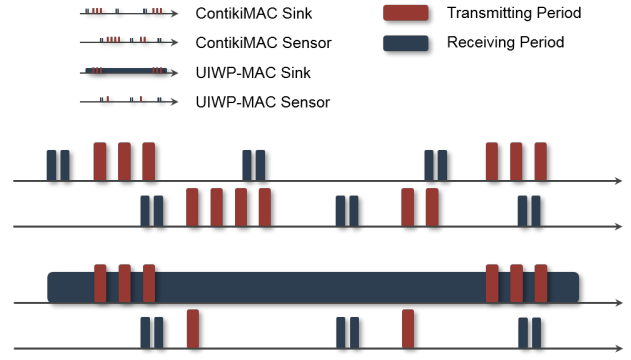 ContikiMAC Sink
ContikiMAC Sensor
UIWP-MAC Sink
UIWP-MAC Sensor
Transmitting Period
Receiving Period